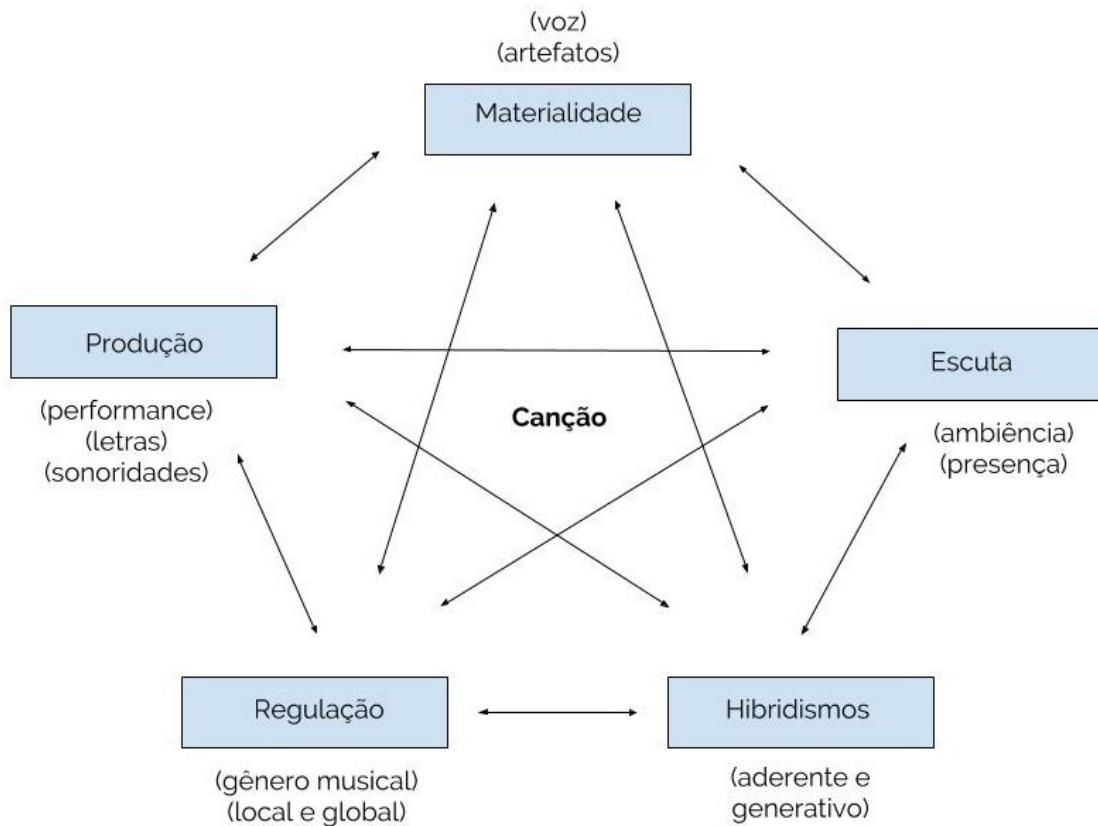 (voz)
(artefatos)
Materialidade
Produção
(performance)
(letras)
(sonoridades)
Canção
Escuta
(ambiência)
(presença)
Regulação
(gênero musical)
(local e global)
Hibridismos
(aderente e
generativo)